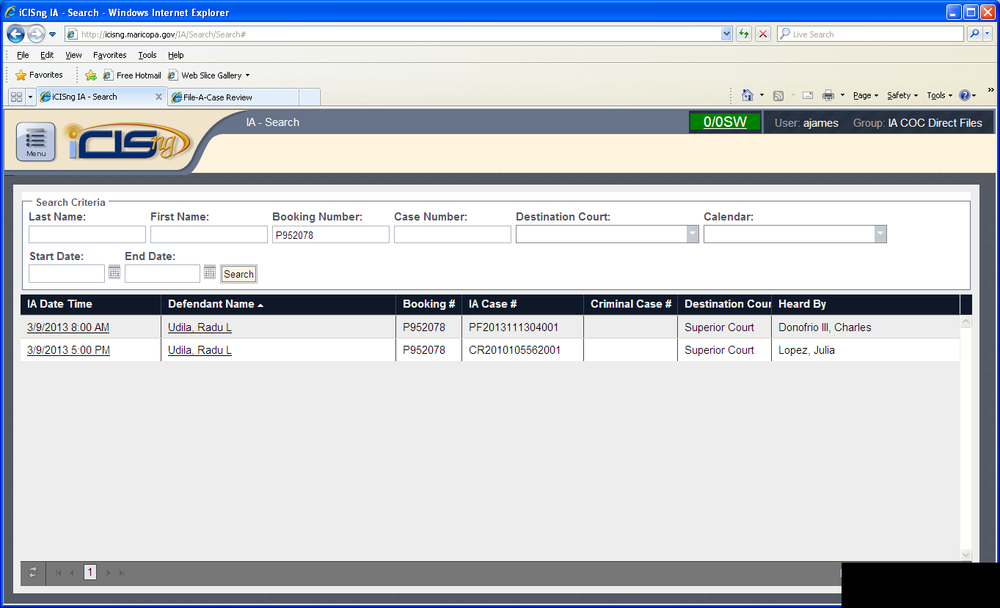 iCISng IA - Search - Windows Internet Explorer
http://icisng.maricopa.gov/IA/Search/Search#
Live Search
File Edit View Favorites Tools Help
Favorites Free Hotmail Web Slice Gallery
iCISng IA - Search File-A-Case Review Page Safety Tools »
Menu iCISng IA - Search 0/0SW User: ajames Group: IA COC Direct Files
Search Criteria
Last Name: First Name: Booking Number: Case Number: Destination Court: Calendar:
P952078
Start Date: End Date:
Search
IA Date Time Defendant Name Booking # IA Case # Criminal Case # Destination Cour Heard By
3/9/2013 8:00 AM Udila, Radu L P952078 PF2013111304001 Superior Court Donofrio III, Charles
3/9/2013 5:00 PM Udila, Radu L P952078 CR2010105562001 Superior Court Lopez, Julia
1